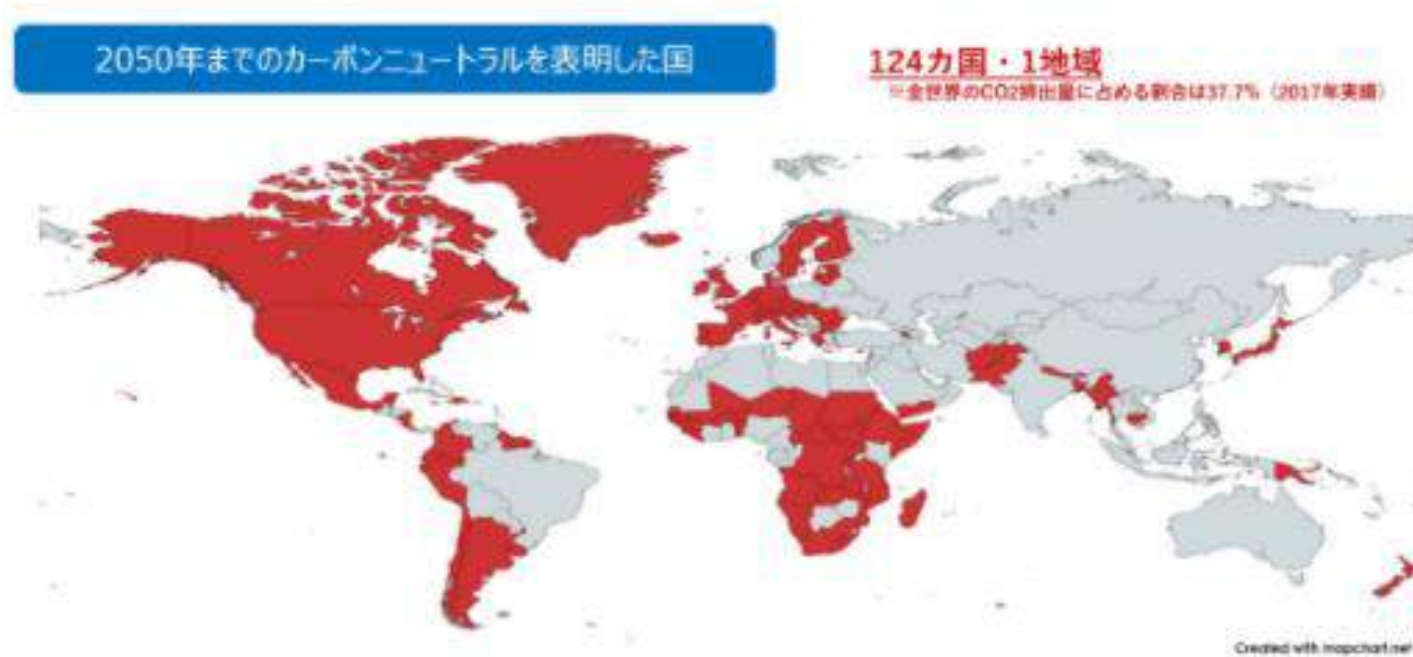 2050年までのカーボンニュートラルを表明した国
124カ国・1地域
※全世界のCO2排出量に占める割合は37.7%（2017年実績）
Created with mapchart.net